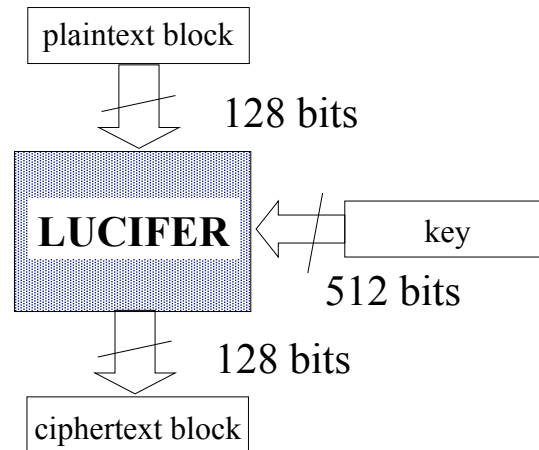 plaintext block
128 bits
LUCIFER
key
512 bits
128 bits
ciphertext block